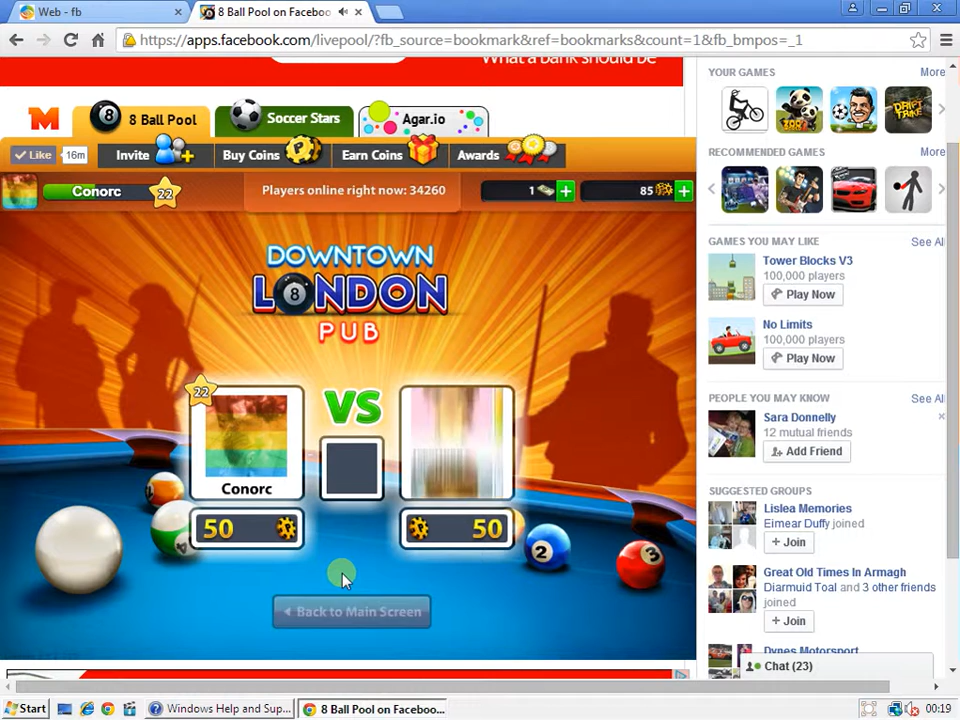 Web - fb
8 Ball Pool on Faceboo
https://apps.facebook.com/livepool/?fb_source=bookmark&ref=bookmarks&count=1&fb_bmpos=_1
What a bank should be
M
8 Ball Pool
Soccer Stars
Agar.io
Like
16m
Invite
Buy Coins
Earn Coins
Awards
Conorc
22
Players online right now: 34260
1
85
DOWNTOWN
LONDON
PUB
22
VS
Conorc
50
50
Back to Main Screen
YOUR GAMES
More
RECOMMENDED GAMES
More
GAMES YOU MAY LIKE
See All
Tower Blocks V3
100,000 players
Play Now
No Limits
100,000 players
Play Now
PEOPLE YOU MAY KNOW
See All
Sara Donnelly
12 mutual friends
Add Friend
SUGGESTED GROUPS
Lislea Memories
Eimear Duffy joined
+ Join
Great Old Times In Armagh
Diarmuid Toal and 3 other friends
joined
+ Join
Dynes Motorsport
Chat (23)
Start
Windows Help and Sup...
8 Ball Pool on Faceboo...
00:19